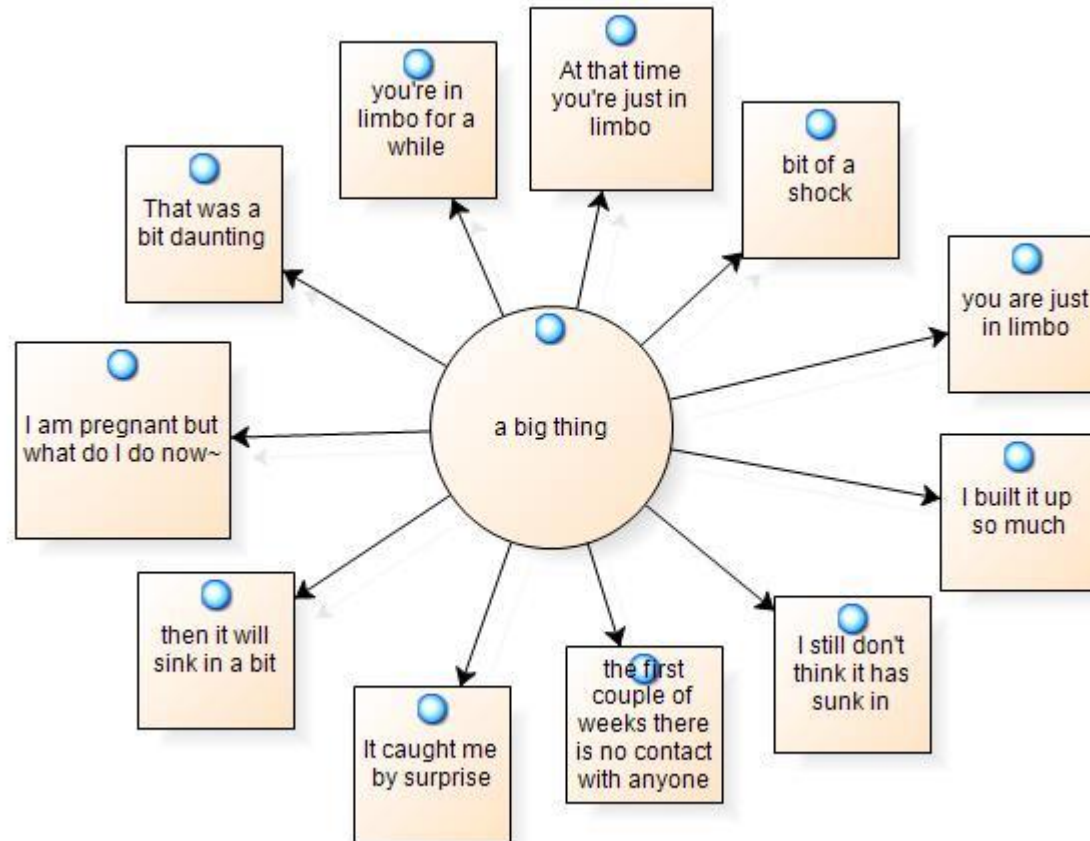 At that time
you're just in
limbo
you're in
limbo for a
while
bit of a
shock
That was a
bit daunting
you are just
in limbo
I am pregnant but
what do I do now~
a big thing
I built it up
so much
then it will
sink in a bit
I still don't
think it has
sunk in
the first
couple of
weeks there
is no contact
with anyone
It caught me
by surprise